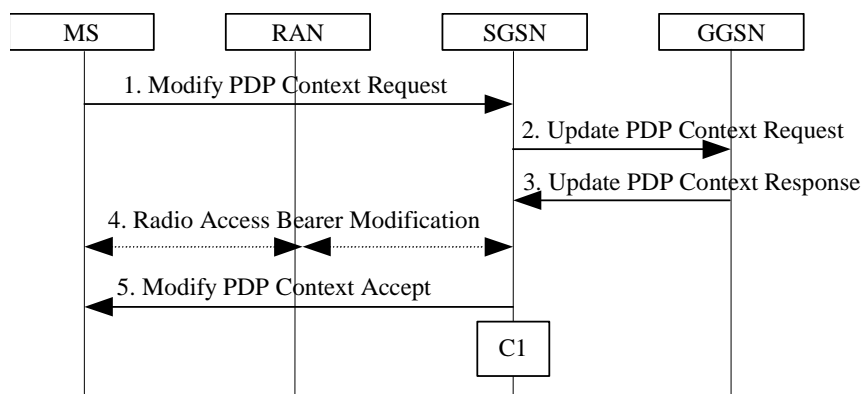 MS
RAN
SGSN
GGSN
1. Modify PDP Context Request
2. Update PDP Context Request
3. Update PDP Context Response
4. Radio Access Bearer Modification
5. Modify PDP Context Accept
C1